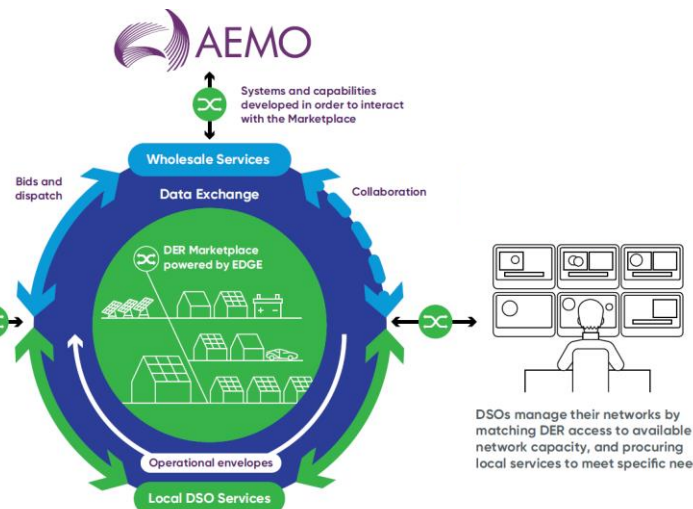 AEMO
Systems and capabilities
developed in order to interact
with the Marketplace
Wholesale Services
Bids and
dispatch
Data Exchange
Collaboration
DER Marketplace
powered by EDGE
Operational envelopes
Local DSO Services
DSOs manage their networks by
matching DER access to available
network capacity, and procuring
local services to meet specific nee